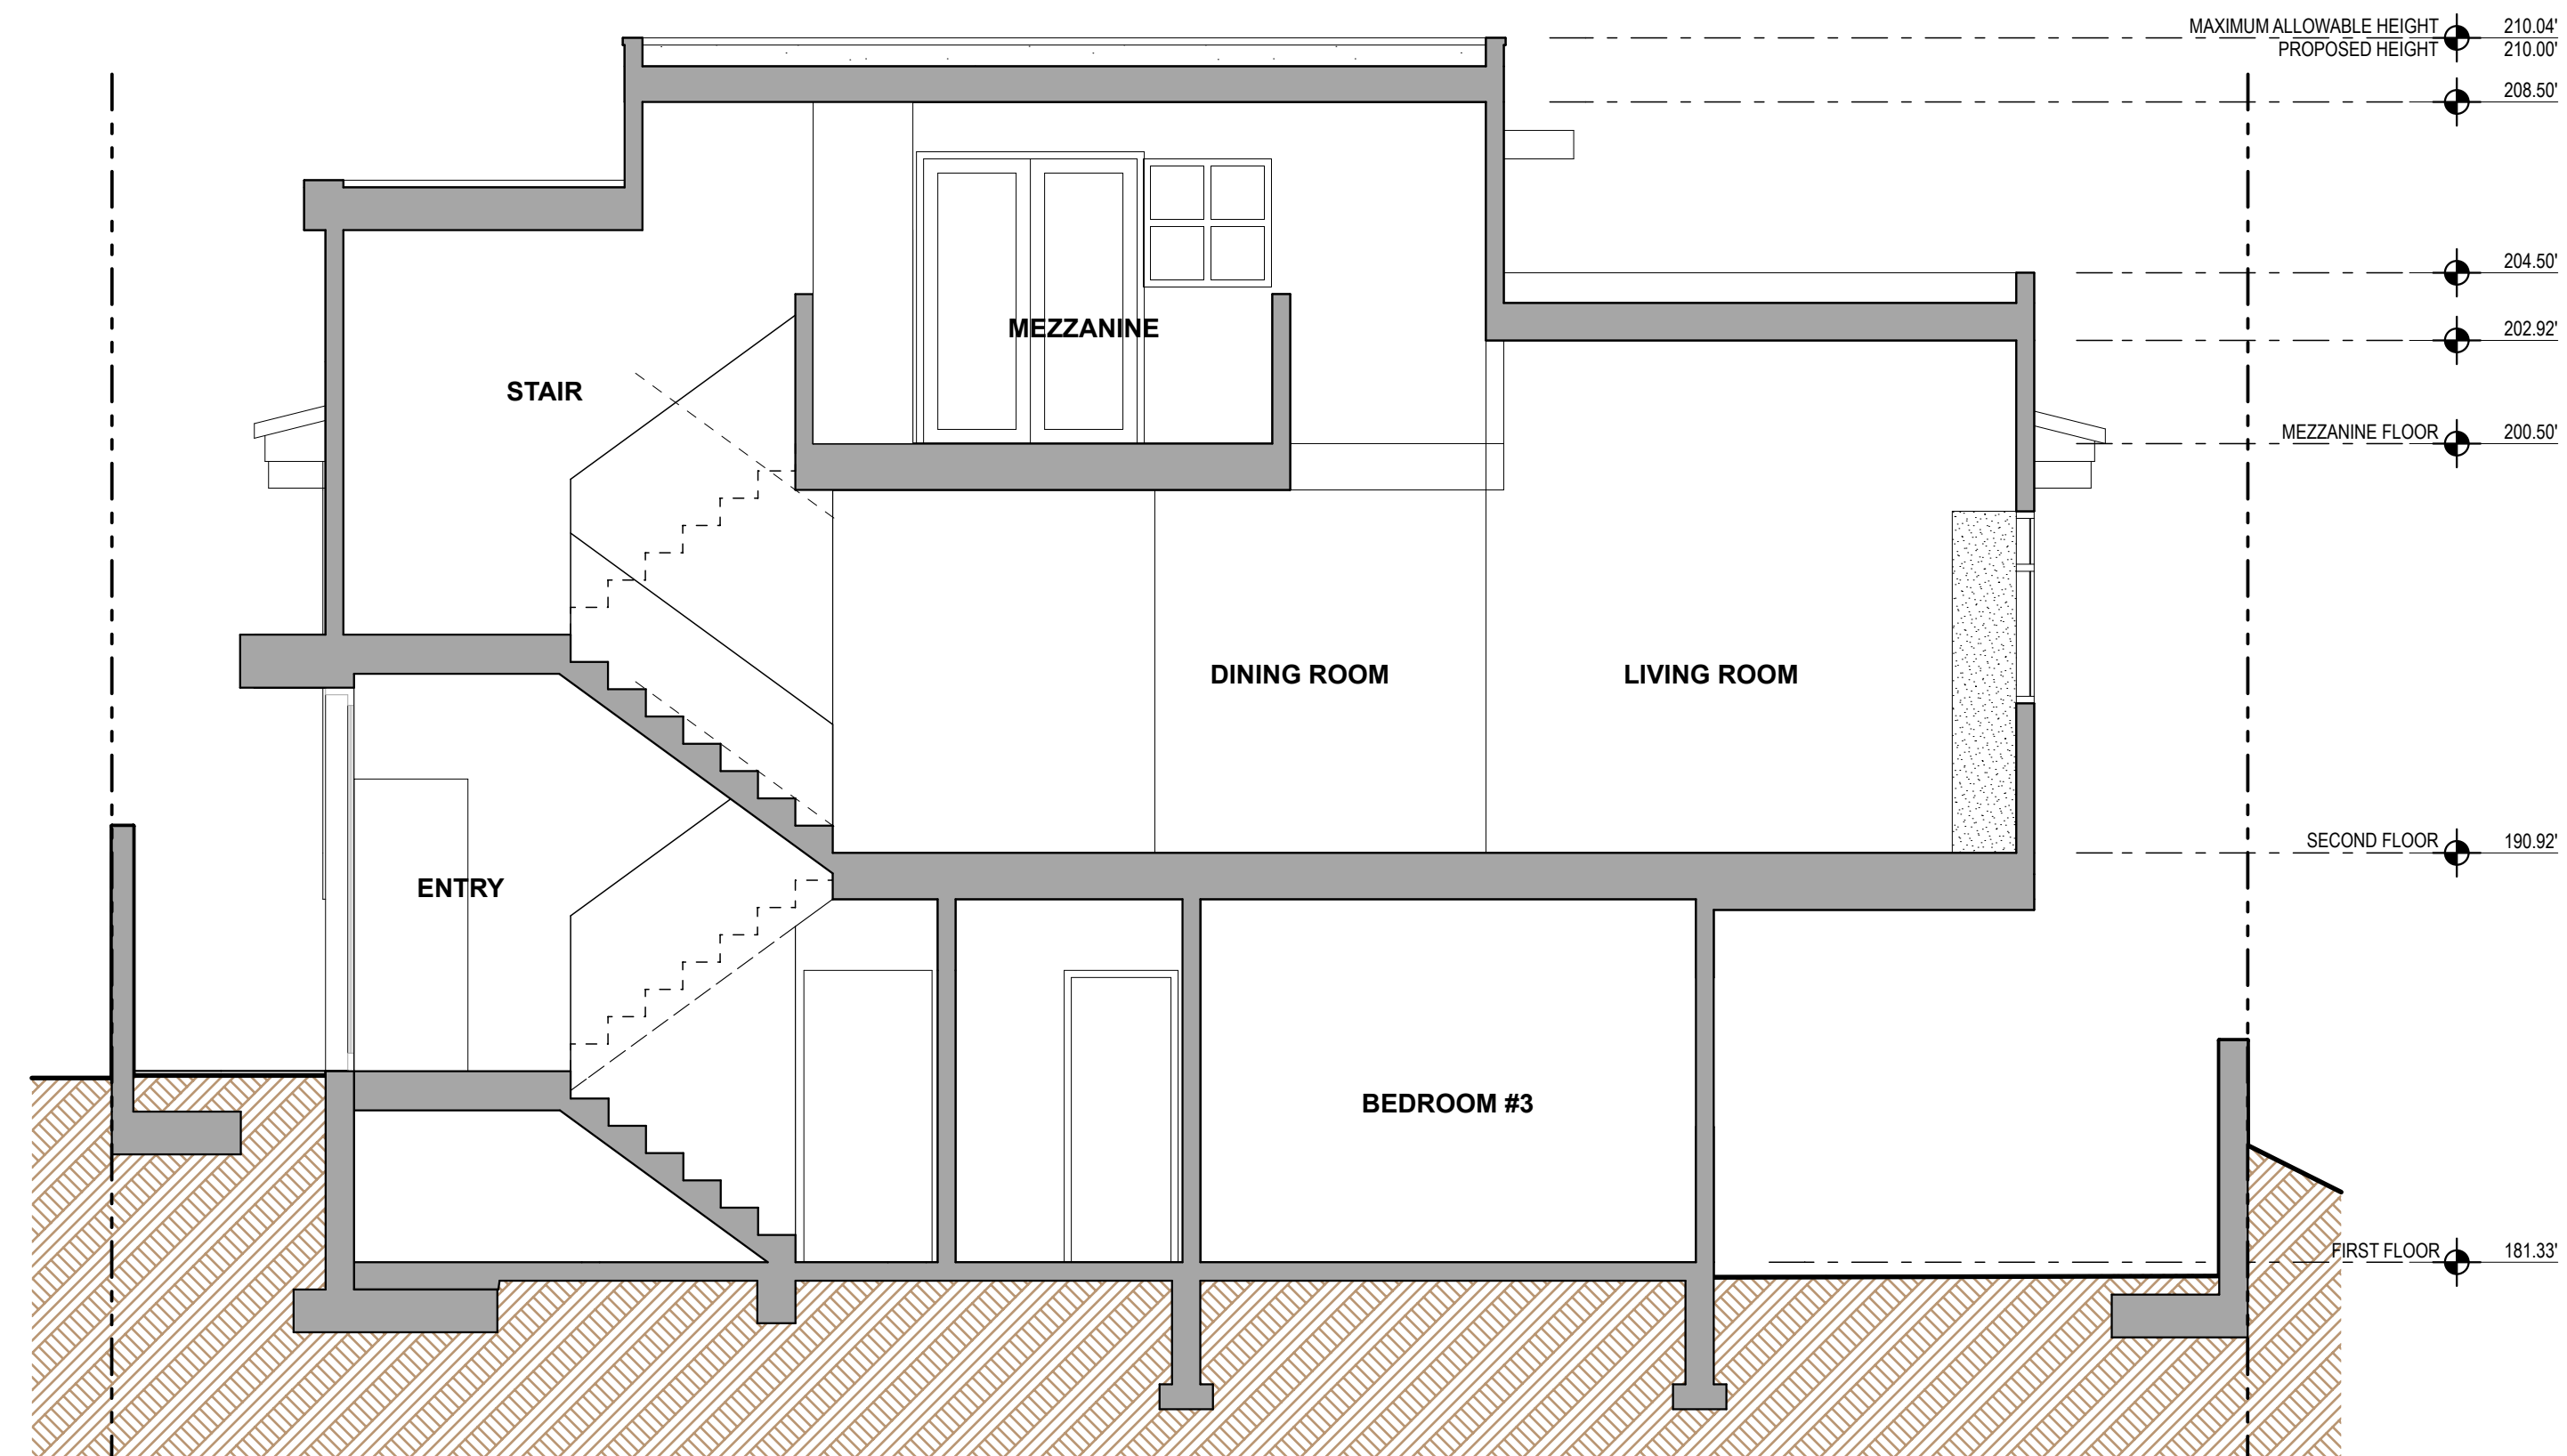 MAXIMUM ALLOWABLE HEIGHT 210.04'
PROPOSED HEIGHT 210.00'
208.50'
204.50'
MEZZANINE
202.92'
STAIR
MEZZANINE FLOOR 200.50'
DINING ROOM
LIVING ROOM
SECOND FLOOR 190.92'
ENTRY
BEDROOM #3
FIRST FLOOR 181.33'